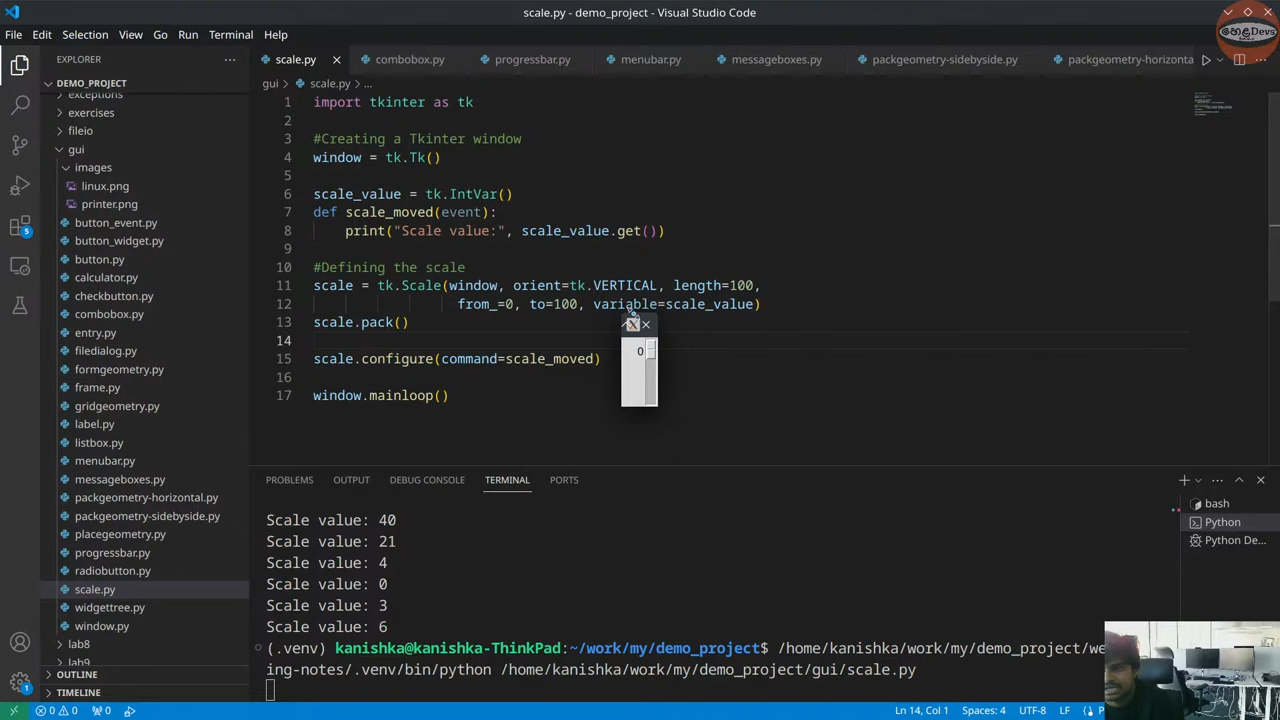 scale.py - demo_project - Visual Studio Code
File Edit Selection View Go Run Terminal Help
EXPLORER
DEMO_PROJECT
exceptions
exercises
fileio
gui
images
linux.png
printer.png
button_event.py
button_widget.py
button.py
calculator.py
checkbutton.py
combobox.py
entry.py
filedialog.py
formgeometry.py
frame.py
gridgeometry.py
label.py
listbox.py
menubar.py
messageboxes.py
packgeometry-horizontal.py
packgeometry-sidebyside.py
placegeometry.py
progressbar.py
radiobutton.py
scale.py
widgettree.py
window.py
lab8
lab9
OUTLINE
TIMELINE
5
1
scale.py combobox.py progressbar.py menubar.py messageboxes.py packgeometry-sidebyside.py packgeometry-horizonta
gui > scale.py > ...
1 import tkinter as tk
2
3 #Creating a Tkinter window
4 window = tk.Tk()
5
6 scale_value = tk.IntVar()
7 def scale_moved(event):
8 print("Scale value:", scale_value.get())
9
10 #Defining the scale
11 scale = tk.Scale(window, orient=tk.VERTICAL, length=100,
12 from_=0, to=100, variable=scale_value)
13 scale.pack()
14
15 scale.configure(command=scale_moved)
16
17 window.mainloop()
0
PROBLEMS OUTPUT DEBUG CONSOLE TERMINAL PORTS
Scale value: 40
Scale value: 21
Scale value: 4
Scale value: 0
Scale value: 3
Scale value: 6
(.venv) kanishka@kanishka-ThinkPad:~/work/my/demo_project$ /home/kanishka/work/my/demo_project/we
ing-notes/.venv/bin/python /home/kanishka/work/my/demo_project/gui/scale.py
bash
Python
Python De...
0 0 0
Ln 14, Col 1 Spaces: 4 UTF-8 LF